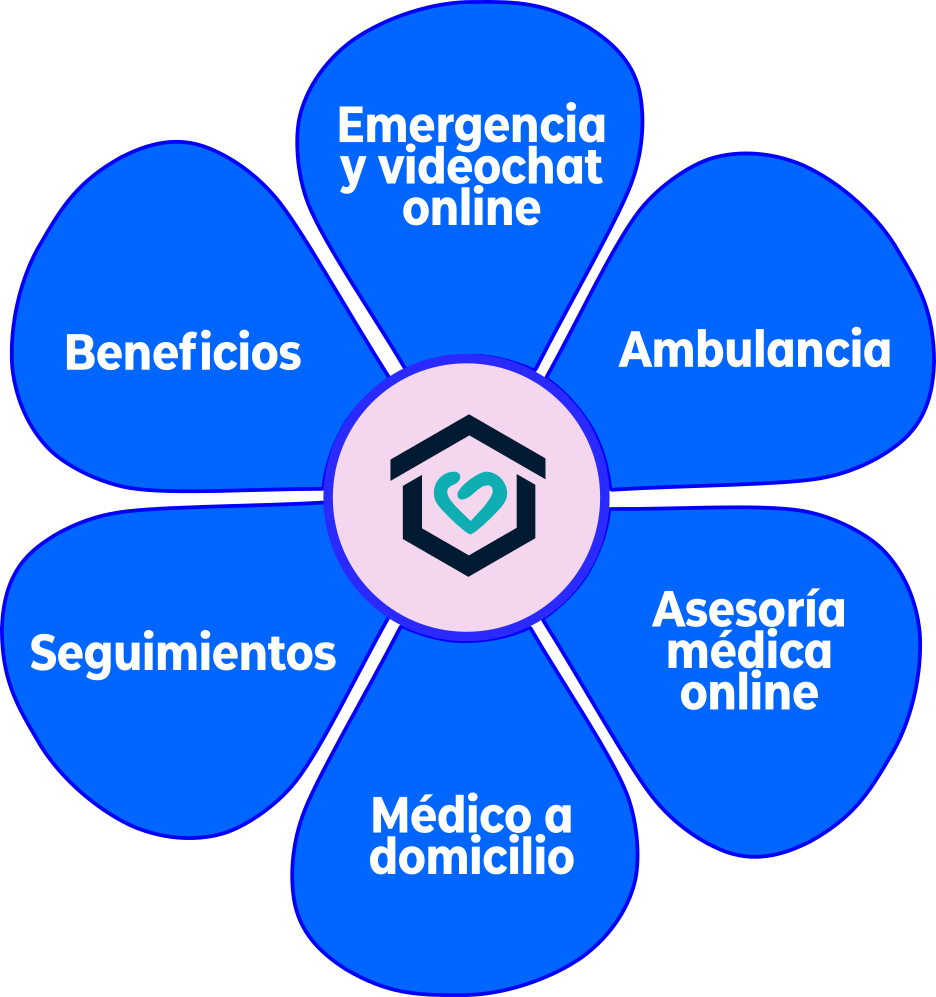 Emergencia
y videochat
online
Beneficios
Ambulancia
Seguimientos
Asesoría
médica
online
Médico a
domicilio